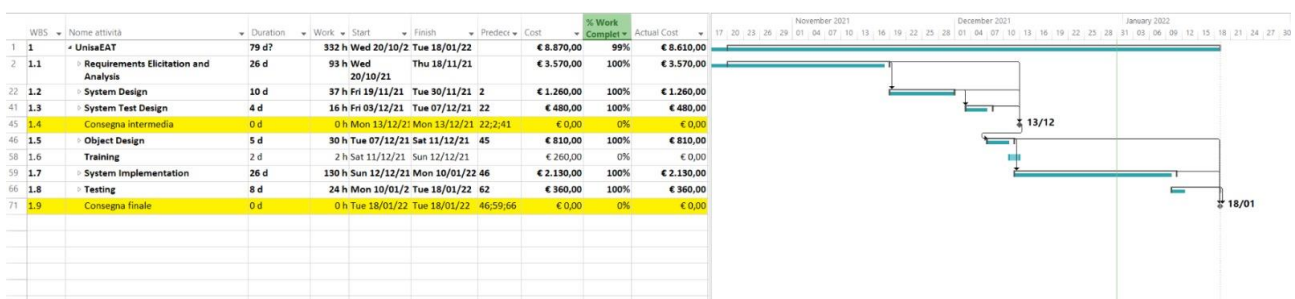 November 2021 December 2021 January 2022
WBS Nome attività Duration Work Start Finish Predece Cost % Work Complet Actual Cost 17 20 23 26 29 01 04 07 10 13 16 19 22 25 28 01 04 07 10 13 16 19 22 25 28 31 03 06 09 12 15 18 21 24 27 30
1 1 UnisaEAT 79 d? 332 h Wed 20/10/2 Tue 18/01/22 € 8.870,00 99% € 8.610,00
2 1.1 Requirements Elicitation and Analysis 26 d 93 h Wed 20/10/21 Thu 18/11/21 € 3.570,00 100% € 3.570,00
22 1.2 System Design 10 d 37 h Fri 19/11/21 Tue 30/11/21 2 € 1.260,00 100% € 1.260,00
41 1.3 System Test Design 4 d 16 h Fri 03/12/21 Tue 07/12/21 22 € 480,00 100% € 480,00
45 1.4 Consegna intermedia 0 d 0 h Mon 13/12/21 Mon 13/12/21 22;2;41 € 0,00 0% € 0,00 13/12
46 1.5 Object Design 5 d 30 h Tue 07/12/21 Sat 11/12/21 45 € 810,00 100% € 810,00
58 1.6 Training 2 d 2 h Sat 11/12/21 Sun 12/12/21 € 260,00 0% € 0,00
59 1.7 System Implementation 26 d 130 h Sun 12/12/21 Mon 10/01/22 46 € 2.130,00 100% € 2.130,00
66 1.8 Testing 8 d 24 h Mon 10/01/2 Tue 18/01/22 62 € 360,00 100% € 360,00
71 1.9 Consegna finale 0 d 0 h Tue 18/01/22 Tue 18/01/22 46;59;66 € 0,00 0% € 0,00 18/01